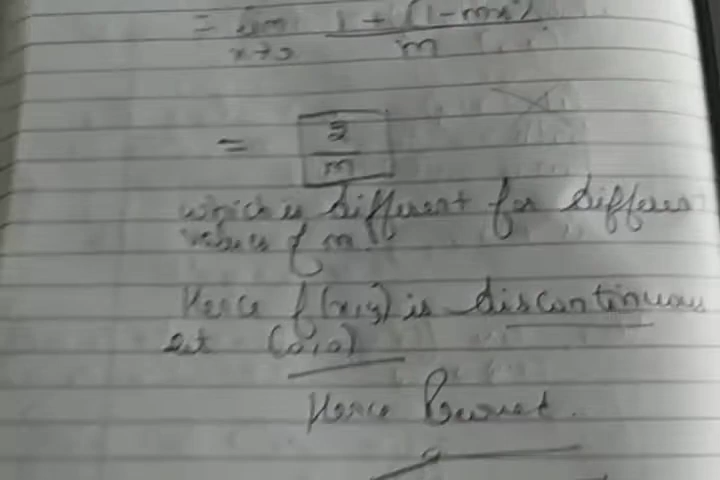 = lim 1 + (1 - mx²)
x→0 m
= 2
m
which is different for different
values of m
Hence f(x,y) is discontinuous
at (0,0)
Hence Proved.